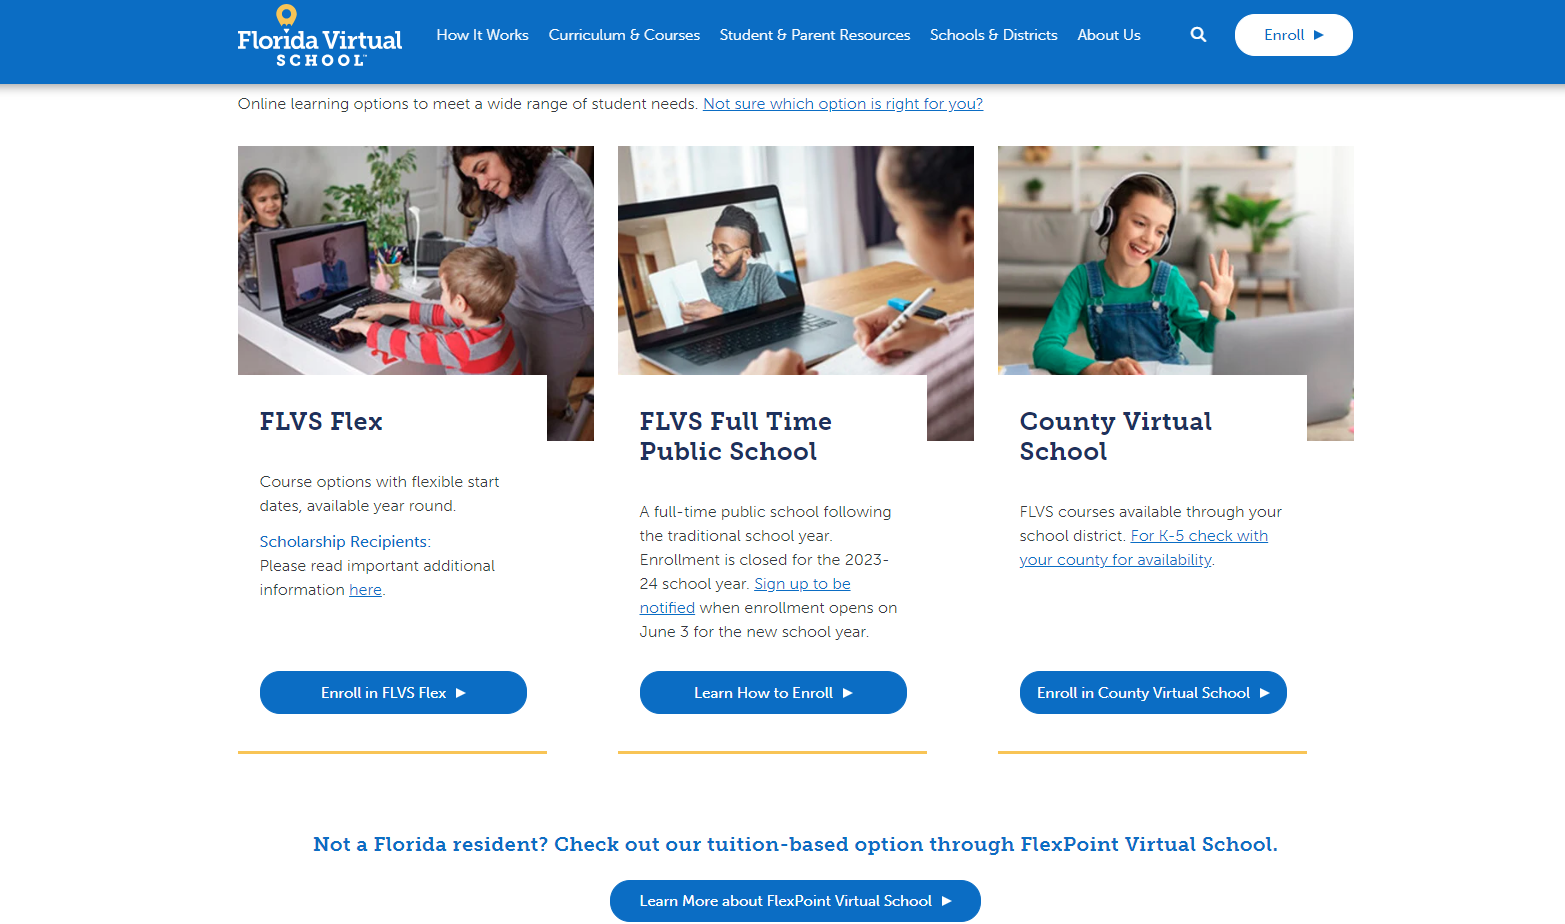 Florida Virtual
SCHOOL
How It Works
Curriculum & Courses
Student & Parent Resources
Schools & Districts
About Us
Enroll ▶
Online learning options to meet a wide range of student needs. Not sure which option is right for you?
FLVS Flex
Course options with flexible start
dates, available year round.
Scholarship Recipients:
Please read important additional
information here.
Enroll in FLVS Flex ▶
FLVS Full Time
Public School
A full-time public school following
the traditional school year.
Enrollment is closed for the 2023-
24 school year. Sign up to be
notified when enrollment opens on
June 3 for the new school year.
Learn How to Enroll ▶
County Virtual
School
FLVS courses available through your
school district. For K-5 check with
your county for availability.
Enroll in County Virtual School ▶
Not a Florida resident? Check out our tuition-based option through FlexPoint Virtual School.
Learn More about FlexPoint Virtual School ▶